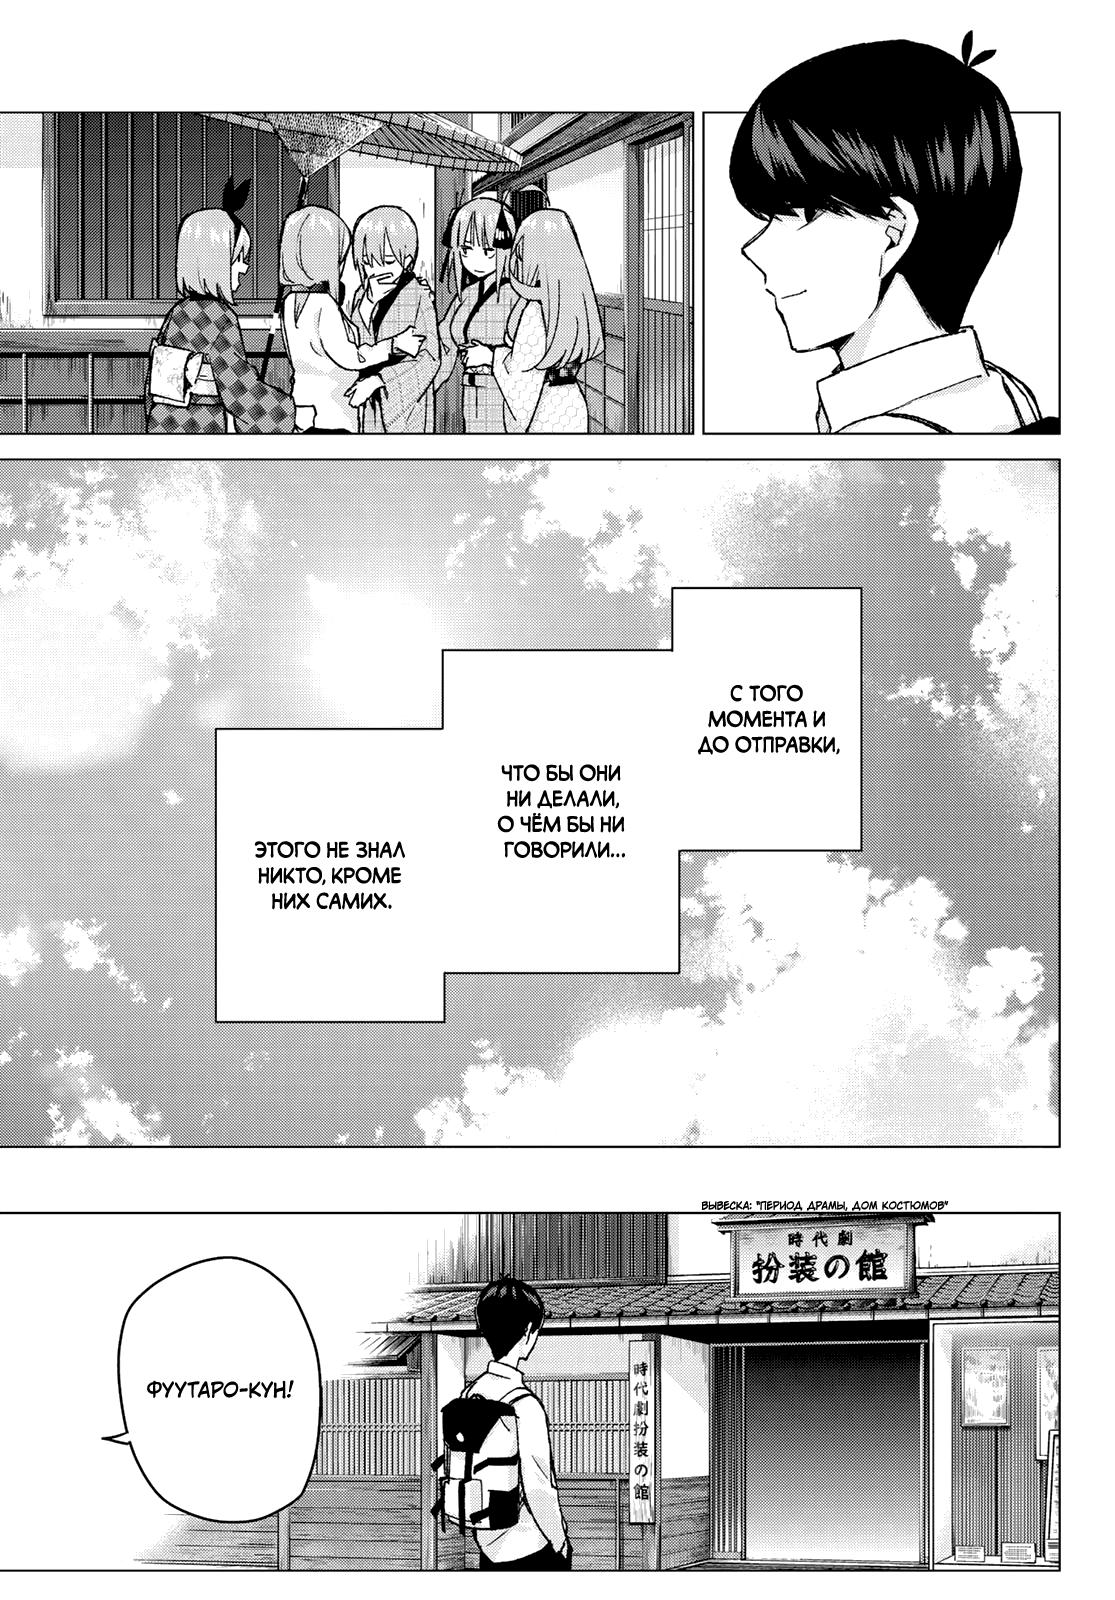 С ТОГО
МОМЕНТА И
ДО ОТПРАВКИ,
ЧТО БЫ ОНИ
НИ ДЕЛАЛИ,
О ЧЁМ БЫ НИ
ГОВОРИЛИ...
ЭТОГО НЕ ЗНАЛ
НИКТО, КРОМЕ
НИХ САМИХ.
ВЫВЕСКА: "ПЕРИОД ДРАМЫ, ДОМ КОСТЮМОВ"
時代劇
扮装の館
時代劇扮装の館
ФУУТАРО-КУН!